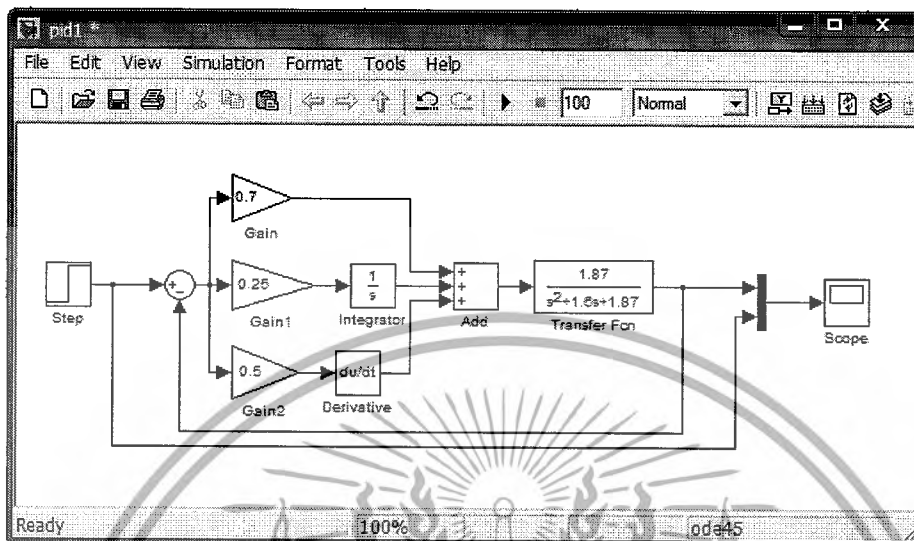 pid1 *
File Edit View Simulation Format Tools Help
100 Normal
0.7
Gain
Step
+
-
0.25
Gain1
1
s
Integrator
+
+
+
Add
1.87
s²+1.6s+1.87
Transfer Fcn
Scope
0.5
Gain2
du/dt
Derivative
Ready 100% ode45